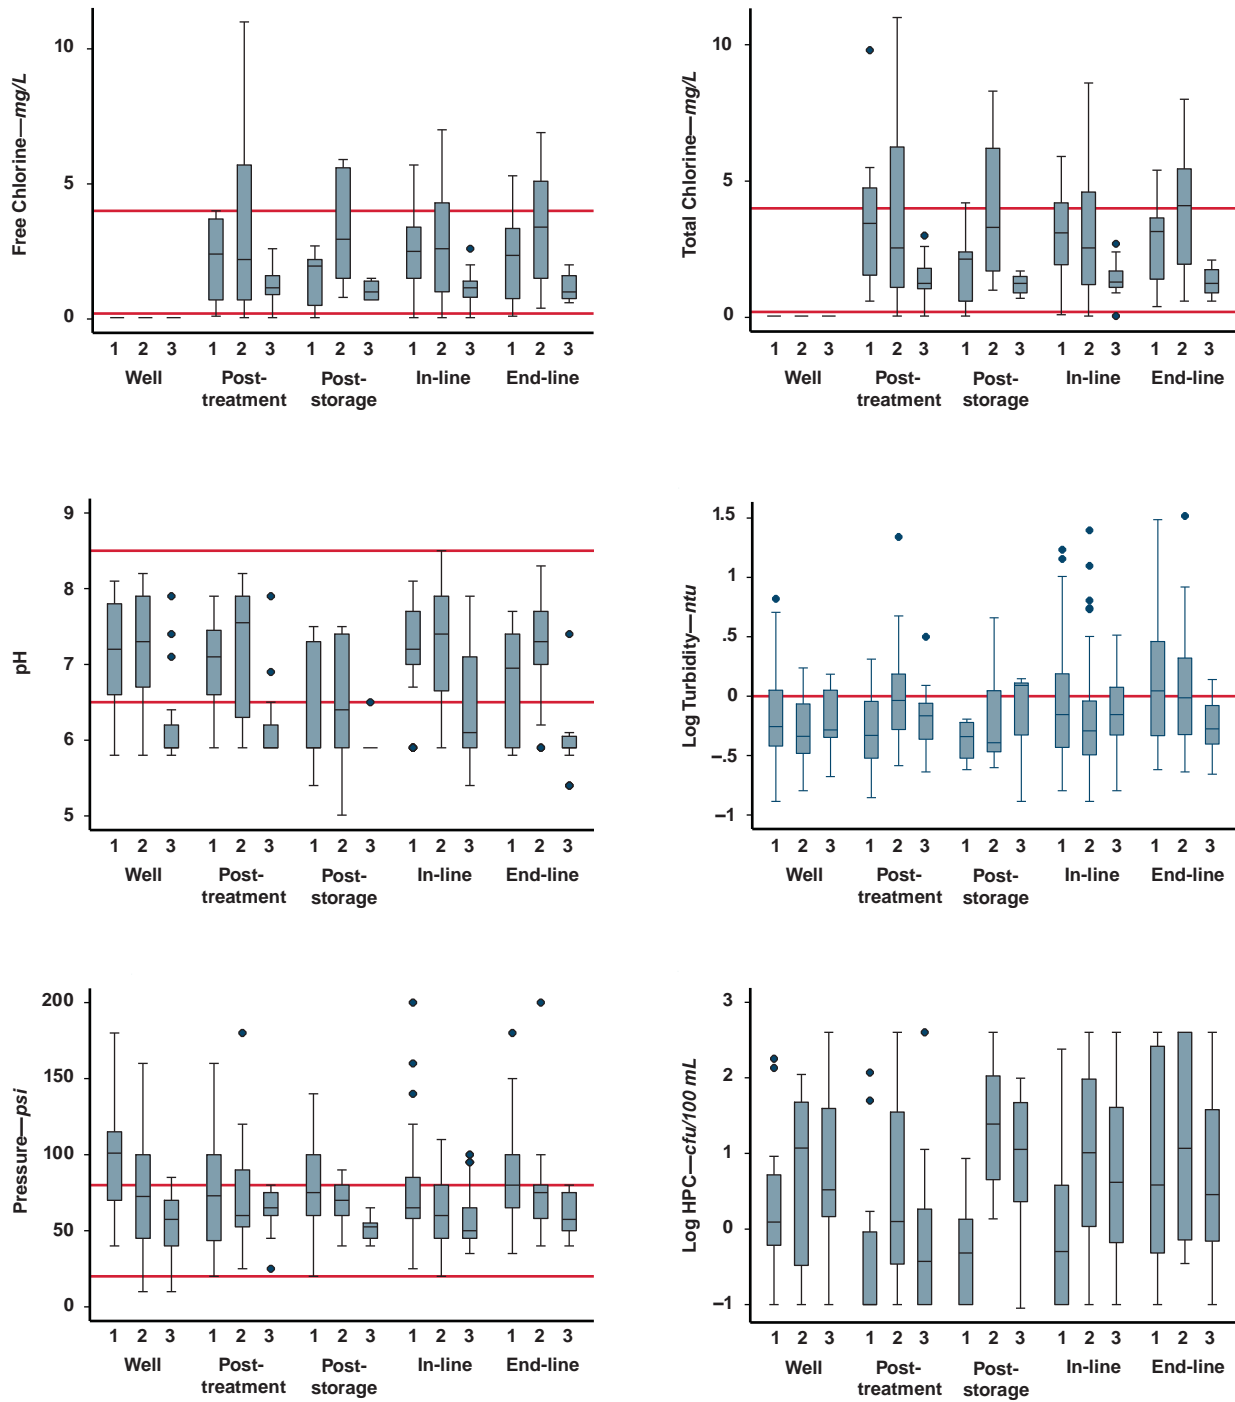 Free Chlorine—mg/L
10
5
0
1 2 3 1 2 3 1 2 3 1 2 3 1 2 3
Well Post- Post- In-line End-line
treatment storage
Total Chlorine—mg/L
10
5
0
1 2 3 1 2 3 1 2 3 1 2 3 1 2 3
Well Post- Post- In-line End-line
treatment storage
pH
9
8
7
6
5
1 2 3 1 2 3 1 2 3 1 2 3 1 2 3
Well Post- Post- In-line End-line
treatment storage
Log Turbidity—ntu
1.5
1
.5
0
–.5
–1
1 2 3 1 2 3 1 2 3 1 2 3 1 2 3
Well Post- Post- In-line End-line
treatment storage
Pressure—psi
200
150
100
50
0
1 2 3 1 2 3 1 2 3 1 2 3 1 2 3
Well Post- Post- In-line End-line
treatment storage
Log HPC—cfu/100 mL
3
2
1
0
–1
1 2 3 1 2 3 1 2 3 1 2 3 1 2 3
Well Post- Post- In-line End-line
treatment storage